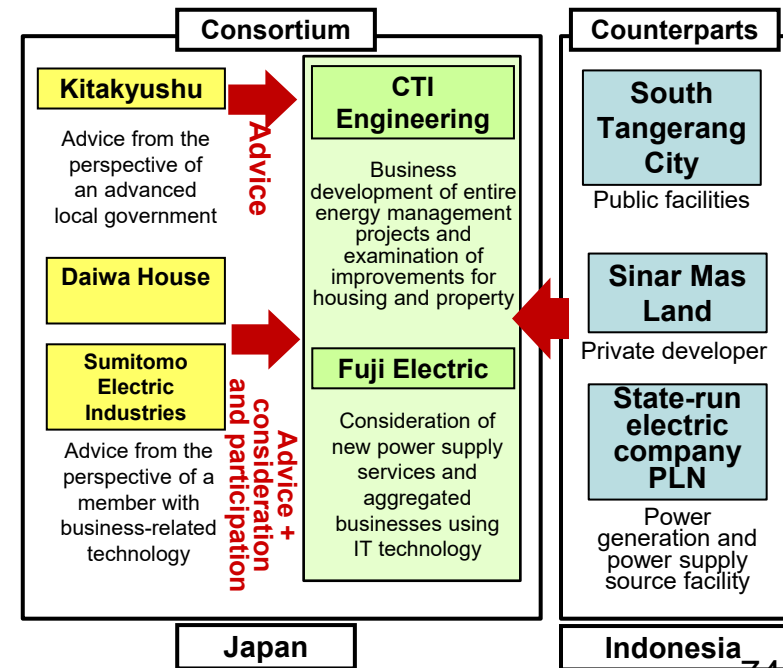 Consortium
Kitakyushu
Advice from the
perspective of
an advanced
local government
Advice
Daiwa House
Sumitomo
Electric
Industries
Advice from the
perspective of a
member with
business-related
technology
Advice +
consideration
and participation
CTI
Engineering
Business
development of entire
energy management
projects and
examination of
improvements for
housing and property
Fuji Electric
Consideration of
new power supply
services and
aggregated
businesses using
IT technology
Japan
Counterparts
South
Tangerang
City
Public facilities
Sinar Mas
Land
Private developer
State-run
electric
company
PLN
Power
generation and
power supply
source facility
Indonesia